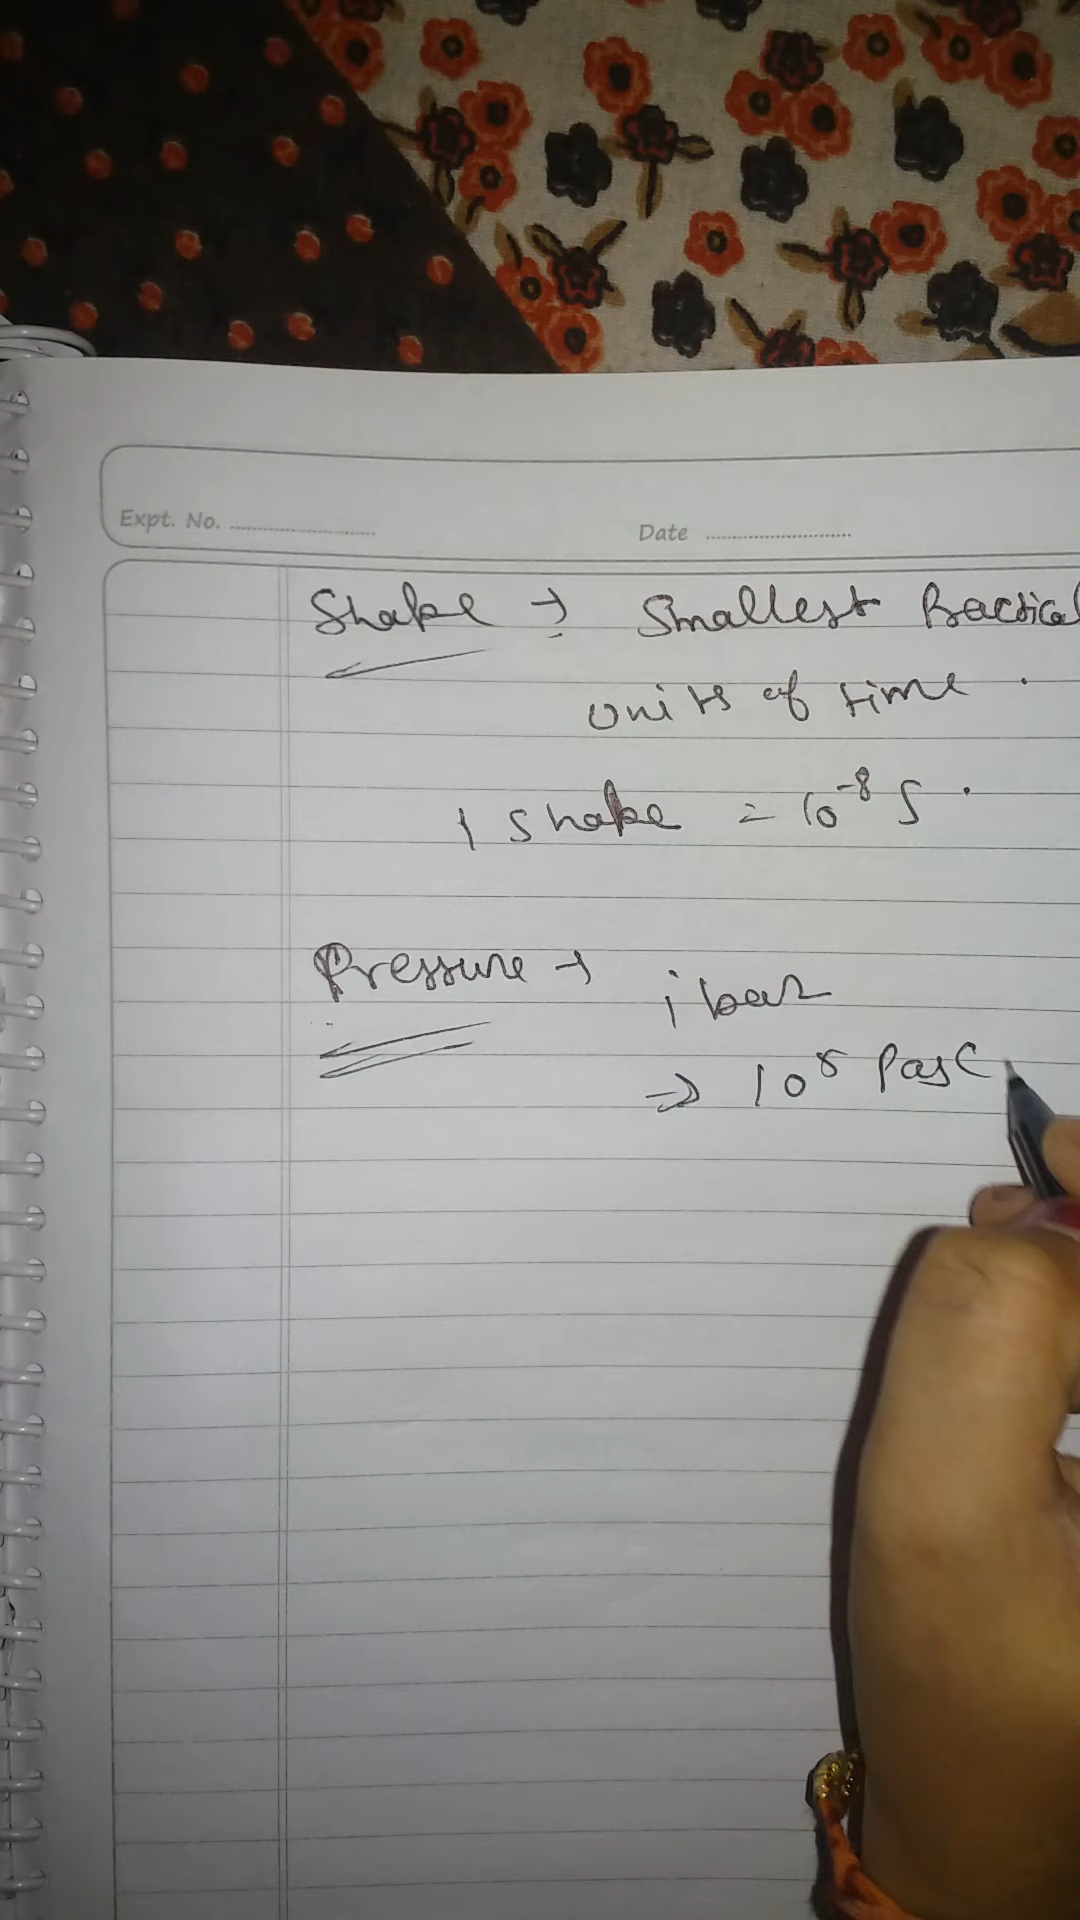 Expt. No. ........................
Date ........................
Shake → Smallest Practical
units of time .
1 shake = 10⁻⁸ S .
Pressure → 1 bar
⇒ 10⁵ Pasc